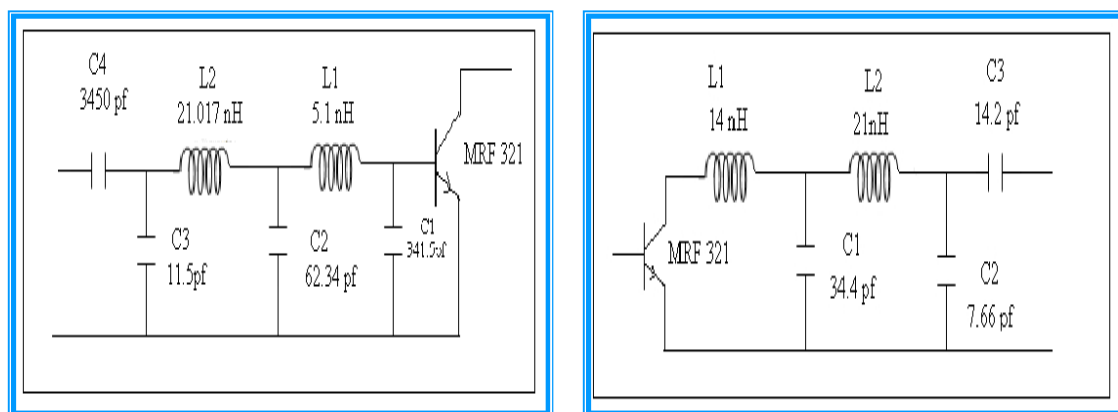 C4
3450 pf
L2
21.017 nH
L1
5.1 nH
MRF 321
C3
11.5pf
C2
62.34 pf
C1
341.5pf
L1
14 nH
L2
21nH
C3
14.2 pf
MRF 321
C1
34.4 pf
C2
7.66 pf